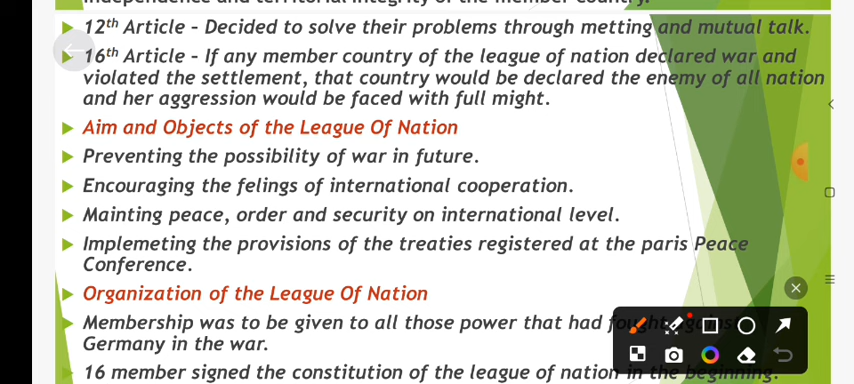 independence and territorial integrity of the member country.
12th Article – Decided to solve their problems through metting and mutual talk.
16th Article – If any member country of the league of nation declared war and
violated the settlement, that country would be declared the enemy of all nation
and her aggression would be faced with full might.
Aim and Objects of the League Of Nation
Preventing the possibility of war in future.
Encouraging the felings of international cooperation.
Mainting peace, order and security on international level.
Implemeting the provisions of the treaties registered at the paris Peace
Conference.
Organization of the League Of Nation
Membership was to be given to all those power that had fought against
Germany in the war.
16 member signed the constitution of the league of nation in the beginning.